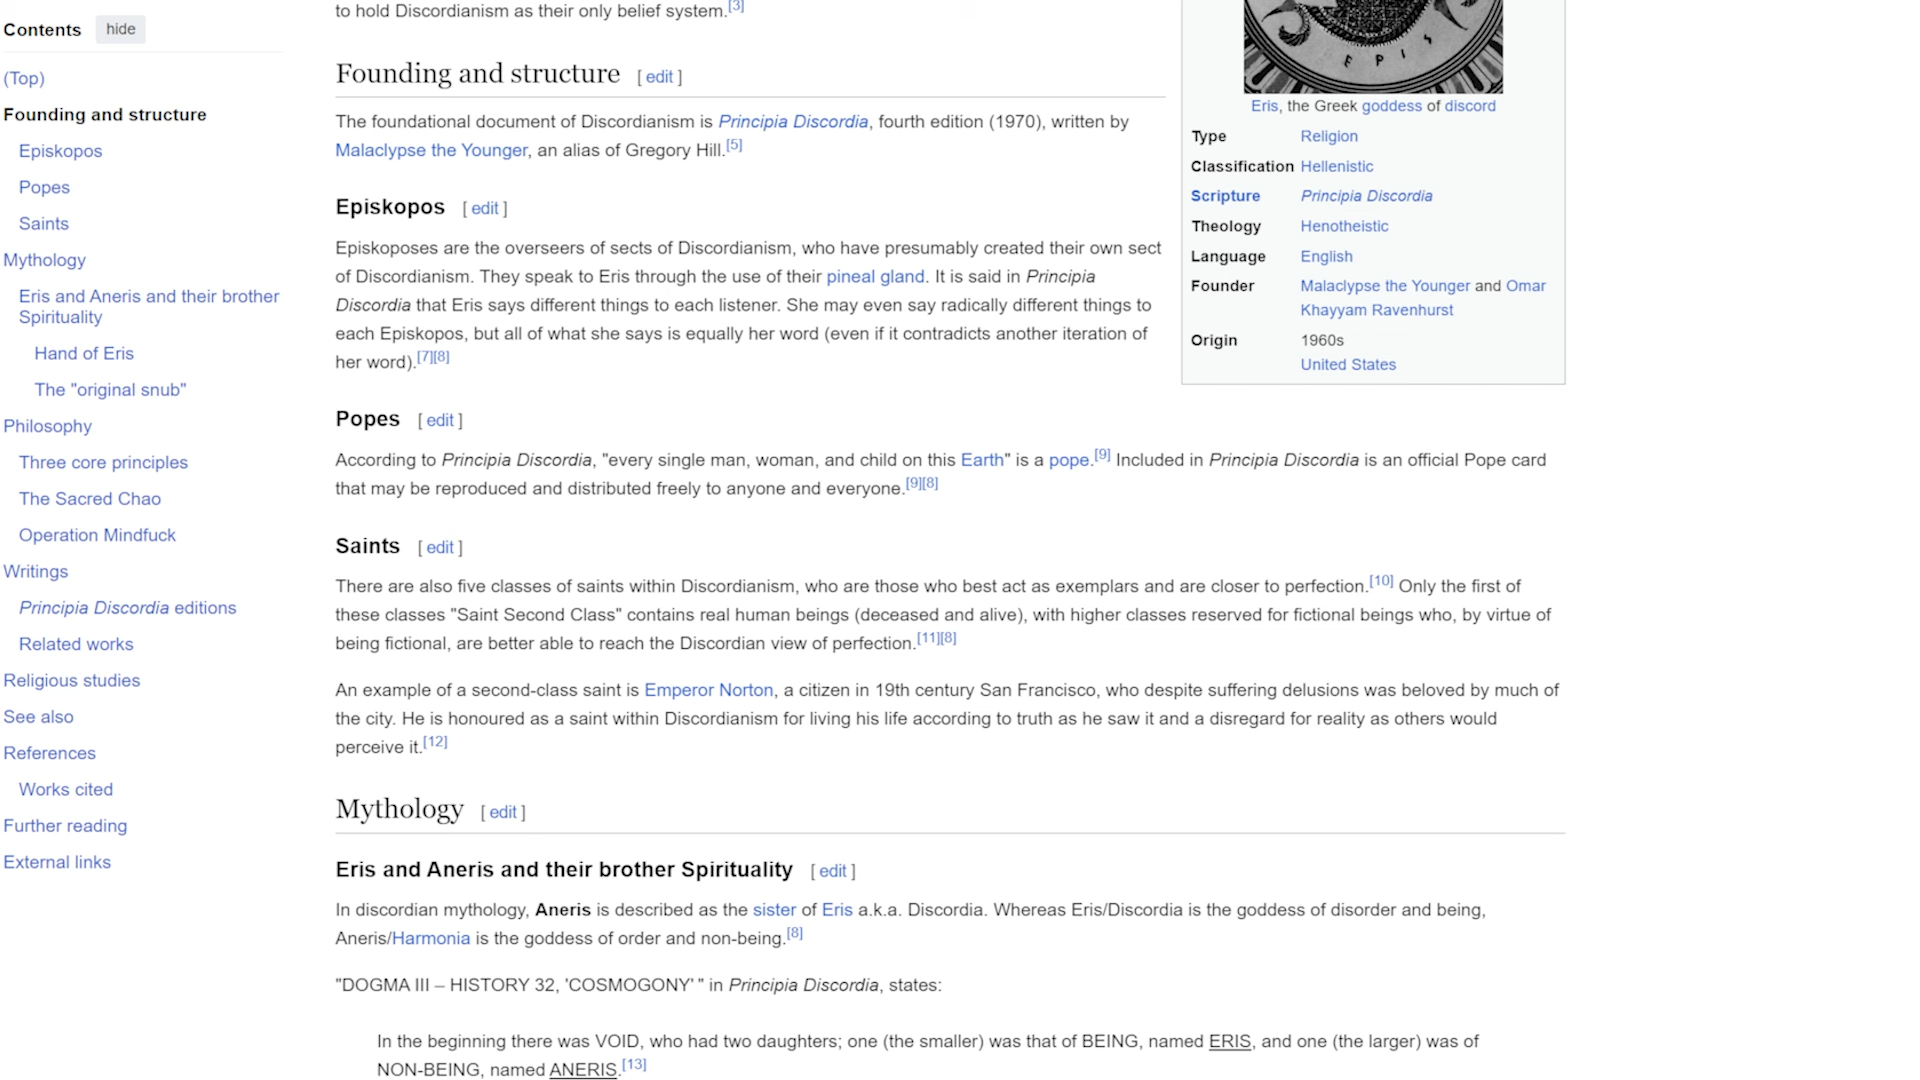 Contents hide
(Top)
Founding and structure
Episkopos
Popes
Saints
Mythology
Eris and Aneris and their brother
Spirituality
Hand of Eris
The "original snub"
Philosophy
Three core principles
The Sacred Chao
Operation Mindfuck
Writings
Principia Discordia editions
Related works
Religious studies
See also
References
Works cited
Further reading
External links
to hold Discordianism as their only belief system.[3]
Founding and structure [ edit ]
The foundational document of Discordianism is Principia Discordia, fourth edition (1970), written by
Malaclypse the Younger, an alias of Gregory Hill.[5]
Episkopos [ edit ]
Episkoposes are the overseers of sects of Discordianism, who have presumably created their own sect
of Discordianism. They speak to Eris through the use of their pineal gland. It is said in Principia
Discordia that Eris says different things to each listener. She may even say radically different things to
each Episkopos, but all of what she says is equally her word (even if it contradicts another iteration of
her word).[7][8]
Popes [ edit ]
According to Principia Discordia, "every single man, woman, and child on this Earth" is a pope.[9] Included in Principia Discordia is an official Pope card
that may be reproduced and distributed freely to anyone and everyone.[9][8]
Saints [ edit ]
There are also five classes of saints within Discordianism, who are those who best act as exemplars and are closer to perfection.[10] Only the first of
these classes "Saint Second Class" contains real human beings (deceased and alive), with higher classes reserved for fictional beings who, by virtue of
being fictional, are better able to reach the Discordian view of perfection.[11][8]
An example of a second-class saint is Emperor Norton, a citizen in 19th century San Francisco, who despite suffering delusions was beloved by much of
the city. He is honoured as a saint within Discordianism for living his life according to truth as he saw it and a disregard for reality as others would
perceive it.[12]
Mythology [ edit ]
Eris and Aneris and their brother Spirituality [ edit ]
In discordian mythology, Aneris is described as the sister of Eris a.k.a. Discordia. Whereas Eris/Discordia is the goddess of disorder and being,
Aneris/Harmonia is the goddess of order and non-being.[8]
"DOGMA III – HISTORY 32, 'COSMOGONY' " in Principia Discordia, states:
In the beginning there was VOID, who had two daughters; one (the smaller) was that of BEING, named ERIS, and one (the larger) was of
NON-BEING, named ANERIS.[13]
ΕΡΙΣ
Eris, the Greek goddess of discord
Type Religion
Classification Hellenistic
Scripture Principia Discordia
Theology Henotheistic
Language English
Founder Malaclypse the Younger and Omar
Khayyam Ravenhurst
Origin 1960s
United States